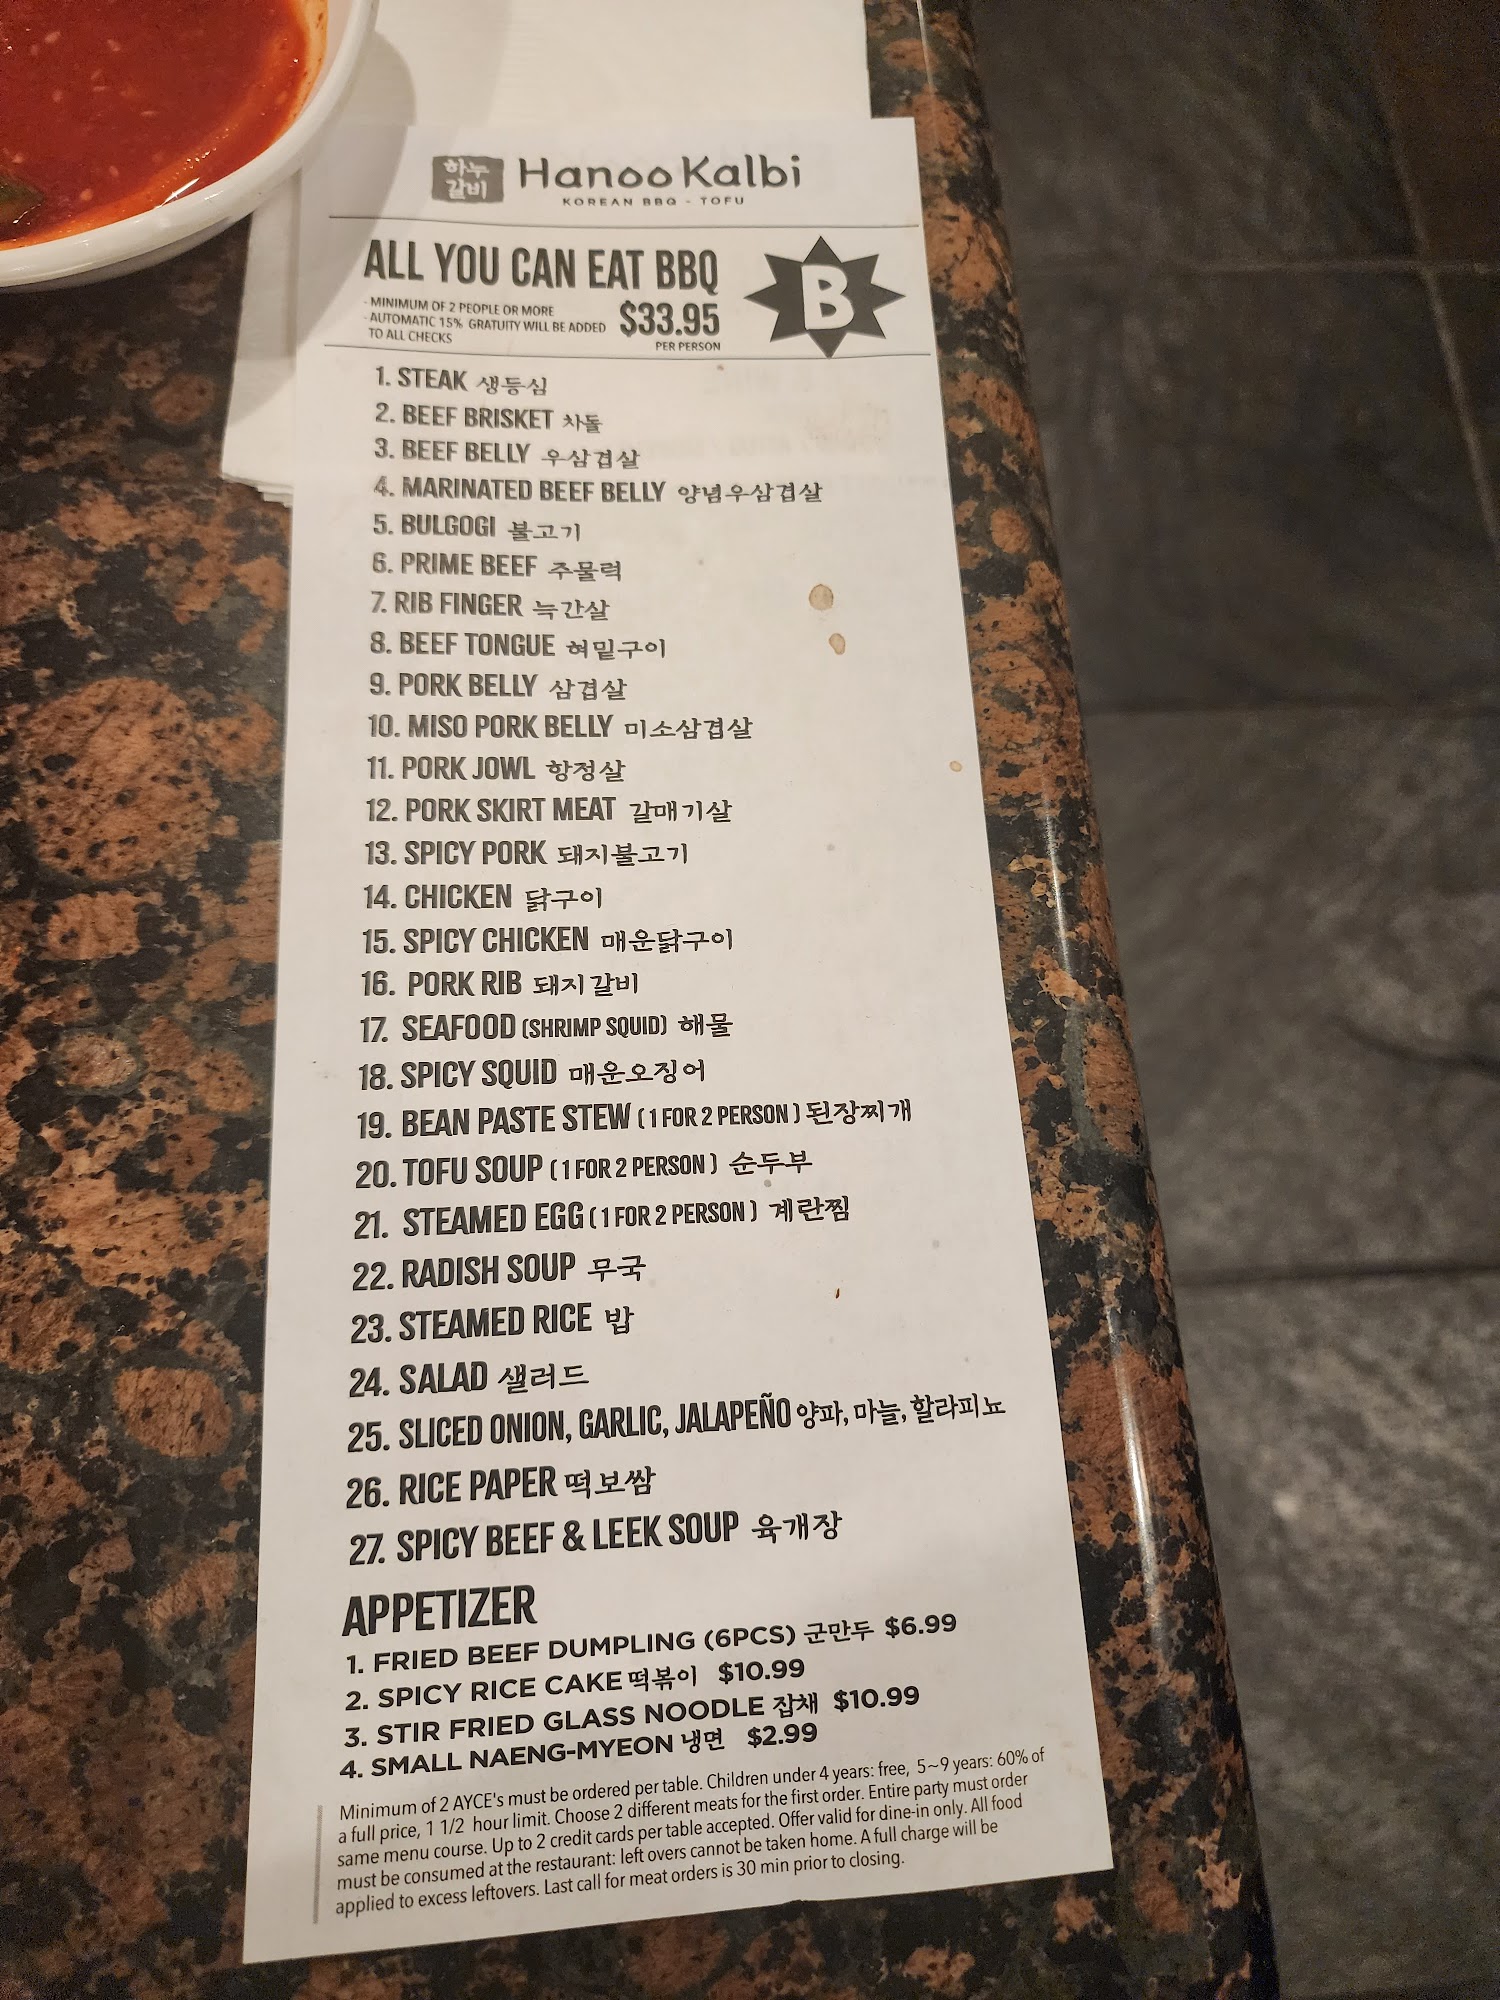 하누
갈비
Hanoo Kalbi
KOREAN BBQ - TOFU
ALL YOU CAN EAT BBQ
B
- MINIMUM OF 2 PEOPLE OR MORE
- AUTOMATIC 15% GRATUITY WILL BE ADDED
TO ALL CHECKS
$33.95
PER PERSON
1. STEAK 생등심
2. BEEF BRISKET 차돌
3. BEEF BELLY 우삼겹살
4. MARINATED BEEF BELLY 양념우삼겹살
5. BULGOGI 불고기
6. PRIME BEEF 주물럭
7. RIB FINGER 늑간살
8. BEEF TONGUE 혀밑구이
9. PORK BELLY 삼겹살
10. MISO PORK BELLY 미소삼겹살
11. PORK JOWL 항정살
12. PORK SKIRT MEAT 갈매기살
13. SPICY PORK 돼지불고기
14. CHICKEN 닭구이
15. SPICY CHICKEN 매운닭구이
16. PORK RIB 돼지갈비
17. SEAFOOD (SHRIMP SQUID) 해물
18. SPICY SQUID 매운오징어
19. BEAN PASTE STEW ( 1 FOR 2 PERSON ) 된장찌개
20. TOFU SOUP ( 1 FOR 2 PERSON ) 순두부
21. STEAMED EGG ( 1 FOR 2 PERSON ) 계란찜
22. RADISH SOUP 무국
23. STEAMED RICE 밥
24. SALAD 샐러드
25. SLICED ONION, GARLIC, JALAPEÑO 양파, 마늘, 할라피뇨
26. RICE PAPER 떡보쌈
27. SPICY BEEF & LEEK SOUP 육개장
APPETIZER
1. FRIED BEEF DUMPLING (6PCS) 군만두 $6.99
2. SPICY RICE CAKE 떡볶이 $10.99
3. STIR FRIED GLASS NOODLE 잡채 $10.99
4. SMALL NAENG-MYEON 냉면 $2.99
Minimum of 2 AYCE's must be ordered per table. Children under 4 years: free, 5~9 years: 60% of
a full price, 1 1/2 hour limit. Choose 2 different meats for the first order. Entire party must order
same menu course. Up to 2 credit cards per table accepted. Offer valid for dine-in only. All food
must be consumed at the restaurant: left overs cannot be taken home. A full charge will be
applied to excess leftovers. Last call for meat orders is 30 min prior to closing.